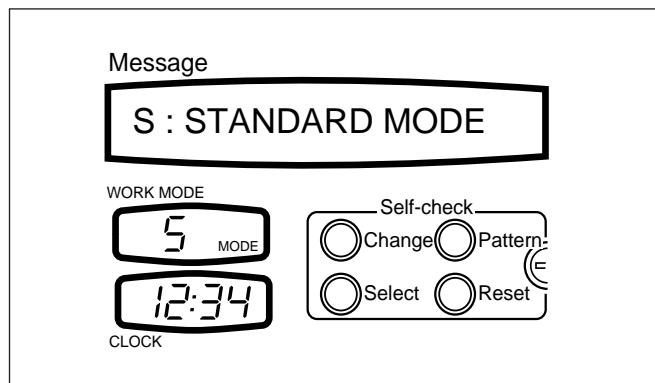 Message
S : STANDARD MODE
WORK MODE
S MODE
12:34
CLOCK
Self-check
Change Pattern
Select Reset